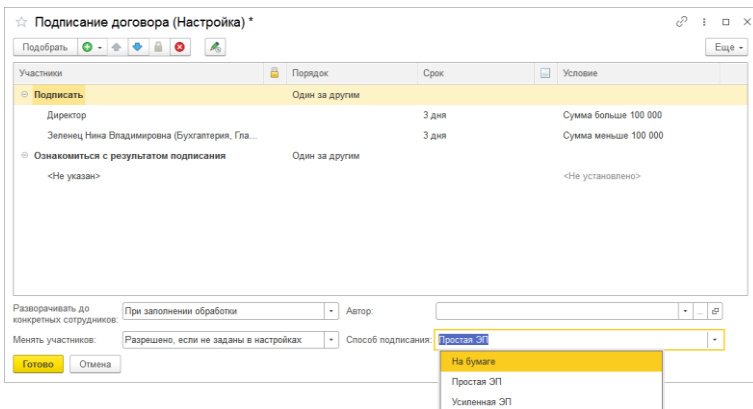 Подписание договора (Настройка) *
Подобрать Еще
Участники Порядок Срок Условие
Подписать Один за другим
Директор 3 дня Сумма больше 100 000
Зеленец Нина Владимировна (Бухгалтерия, Гла... 3 дня Сумма меньше 100 000
Ознакомиться с результатом подписания Один за другим
<Не указан> <Не установлено>
Разворачивать до конкретных сотрудников: При заполнении обработки Автор:
Менять участников: Разрешено, если не заданы в настройках Способ подписания: Простая ЭП
Готово Отмена
На бумаге
Простая ЭП
Усиленная ЭП